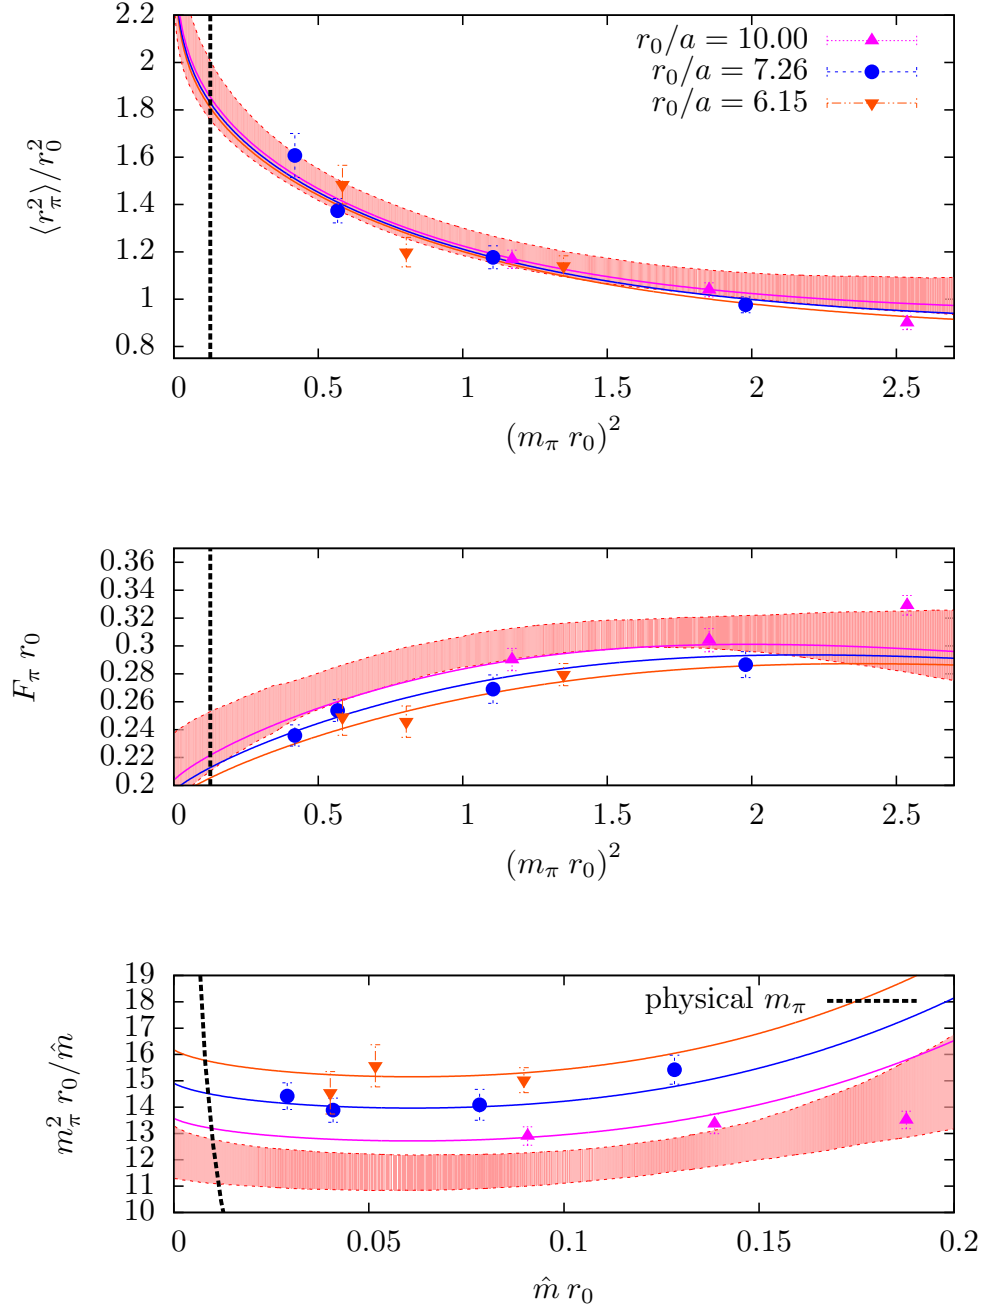 2.2
2
1.8
1.6
1.4
1.2
1
0.8
⟨r_π^2⟩/r_0^2
r_0/a = 10.00
r_0/a = 7.26
r_0/a = 6.15
0 0.5 1 1.5 2 2.5
(m_π r_0)^2
0.36
0.34
0.32
0.3
0.28
0.26
0.24
0.22
0.2
F_π r_0
0 0.5 1 1.5 2 2.5
(m_π r_0)^2
19
18
17
16
15
14
13
12
11
10
m_π^2 r_0/m̂
physical m_π
0 0.05 0.1 0.15 0.2
m̂ r_0